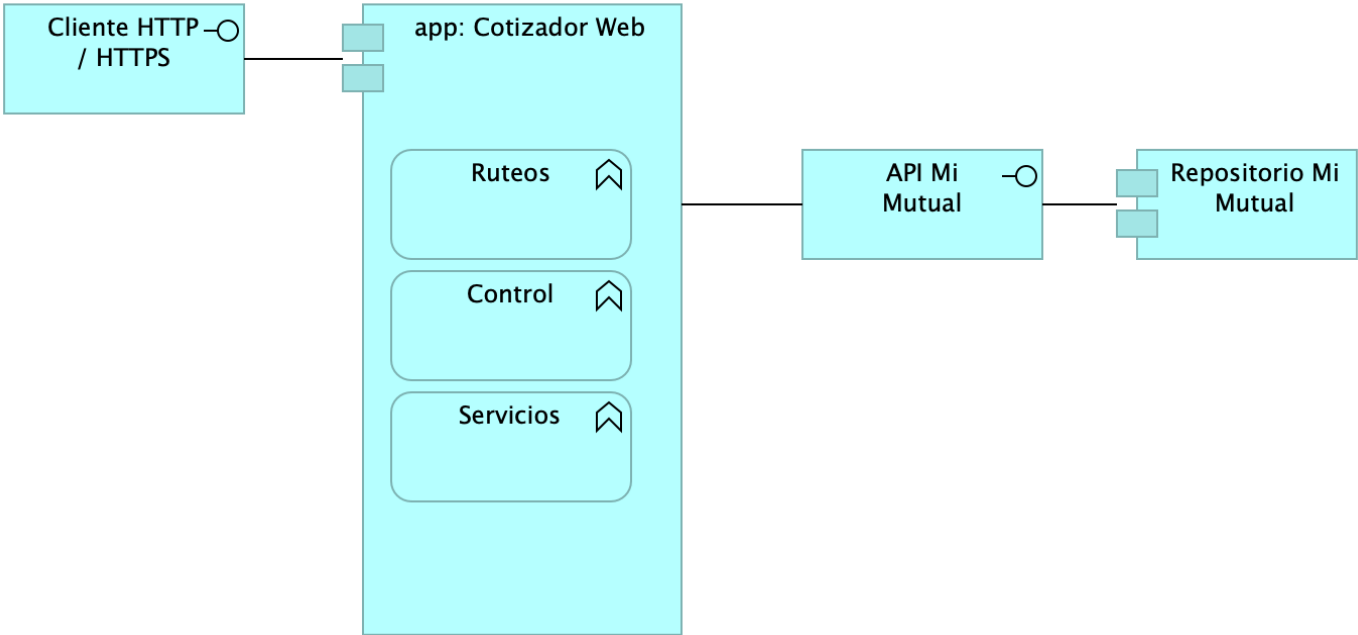 Cliente HTTP
/ HTTPS
app: Cotizador Web
Ruteos
Control
Servicios
API Mi
Mutual
Repositorio Mi
Mutual